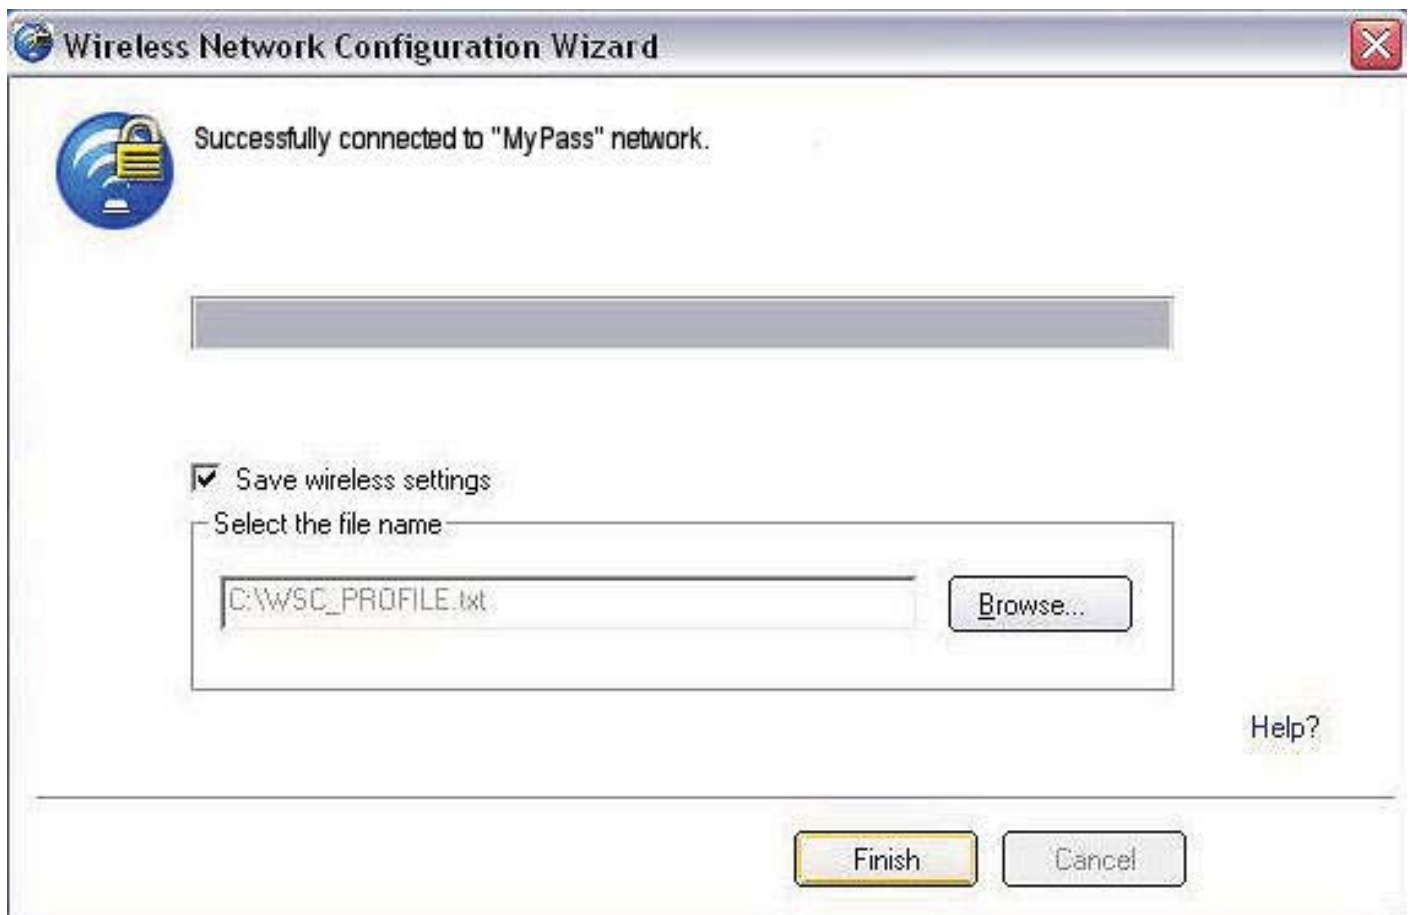 Wireless Network Configuration Wizard
Successfully connected to "MyPass" network.
Save wireless settings
Select the file name
C:\WSC_PROFILE.txt
Browse...
Help?
Finish
Cancel